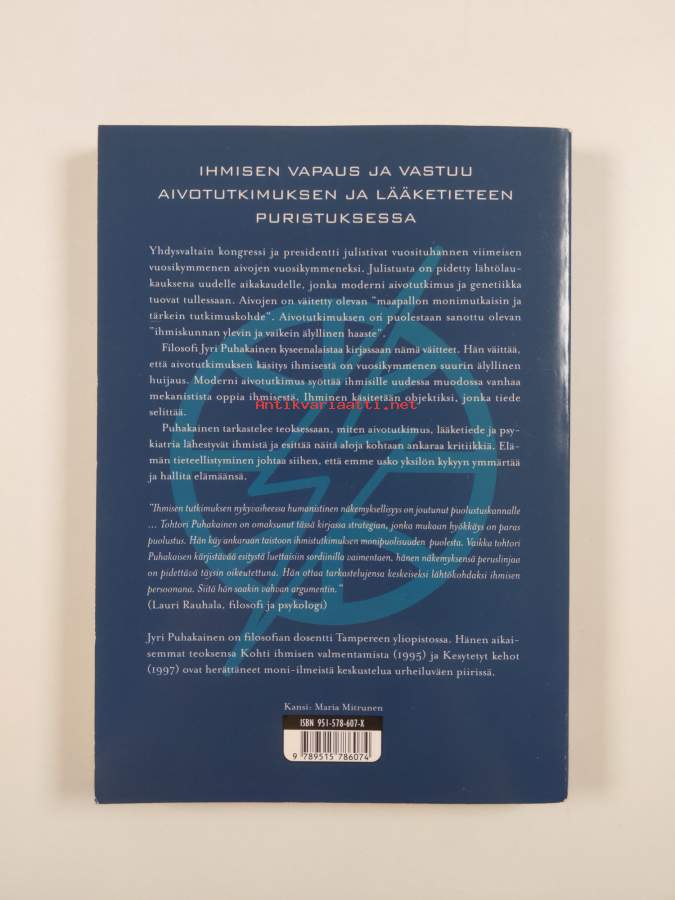 IHMISEN VAPAUS JA VASTUU
AIVOTUTKIMUKSEN JA LÄÄKETIETEEN
PURISTUKSESSA
Yhdysvaltain kongressi ja presidentti julistivat vuosituhannen viimeisen
vuosikymmenen aivojen vuosikymmeneksi. Julistusta on pidetty lähtölau-
kauksena uudelle aikakaudelle, jonka moderni aivotutkimus ja genetiikka
tuovat tullessaan. Aivojen on väitetty olevan ”maapallon monimutkaisin ja
tärkein tutkimuskohde”. Aivotutkimuksen on puolestaan sanottu olevan
”ihmiskunnan ylevin ja vaikein älyllinen haaste”.
Filosofi Jyri Puhakainen kyseenalaistaa kirjassaan nämä väitteet. Hän väittää,
että aivotutkimuksen käsitys ihmisestä on vuosikymmenen suurin älyllinen
huijaus. Moderni aivotutkimus syöttää ihmisille uudessa muodossa vanhaa
mekanistista oppia ihmisestä. Ihminen käsitetään objektiksi, jonka tiede
selittää.
Antikvariaatti.net
Puhakainen tarkastelee teoksessaan, miten aivotutkimus, lääketiede ja psy-
kiatria lähestyvät ihmistä ja esittää näitä aloja kohtaan ankaraa kritiikkiä. Elä-
män tieteellistyminen johtaa siihen, että emme usko yksilön kykyyn ymmärtää
ja hallita elämäänsä.
”Ihmisen tutkimuksen nykyvaiheessa humanistinen näkemyksellisyys on joutunut puolustuskannalle
... Tohtori Puhakainen on omaksunut tässä kirjassa strategian, jonka mukaan hyökkäys on paras
puolustus. Hän käy ankaraan taistoon ihmistutkimuksen monipuolisuuden puolesta. Vaikka tohtori
Puhakaisen kärjistävää esitystä luettaisiin sordiinilla vaimentaen, hänen näkemyksensä peruslinjaa
on pidettävä täysin oikeutettuna. Hän ottaa tarkastelujensa keskeiseksi lähtökohdaksi ihmisen
persoonana. Siitä hän saakin vahvan argumentin.”
(Lauri Rauhala, filosofi ja psykologi)
Jyri Puhakainen on filosofian dosentti Tampereen yliopistossa. Hänen aikai-
semmat teoksensa Kohti ihmisen valmentamista (1995) ja Kesytetyt kehot
(1997) ovat herättäneet moni-ilmeistä keskustelua urheiluväen piirissä.
Kansi: Maria Mitrunen
ISBN 951-578-607-X
9 789515 786074